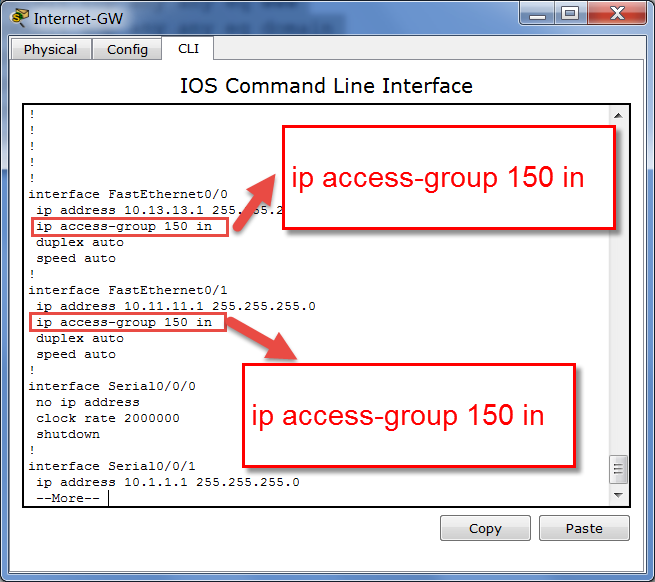 Internet-GW
Physical Config CLI
IOS Command Line Interface
!
!
!
!
!
interface FastEthernet0/0
ip address 10.13.13.1
ip access-group 150 in
duplex auto
speed auto
!
interface FastEthernet0/1
ip address 10.11.11.1 255.255.255.0
ip access-group 150 in
duplex auto
speed auto
!
interface Serial0/0/0
no ip address
clock rate 2000000
shutdown
!
interface Serial0/0/1
ip address 10.1.1.1 255.255.255.0
--More--
ip access-group 150 in
ip access-group 150 in
Copy Paste